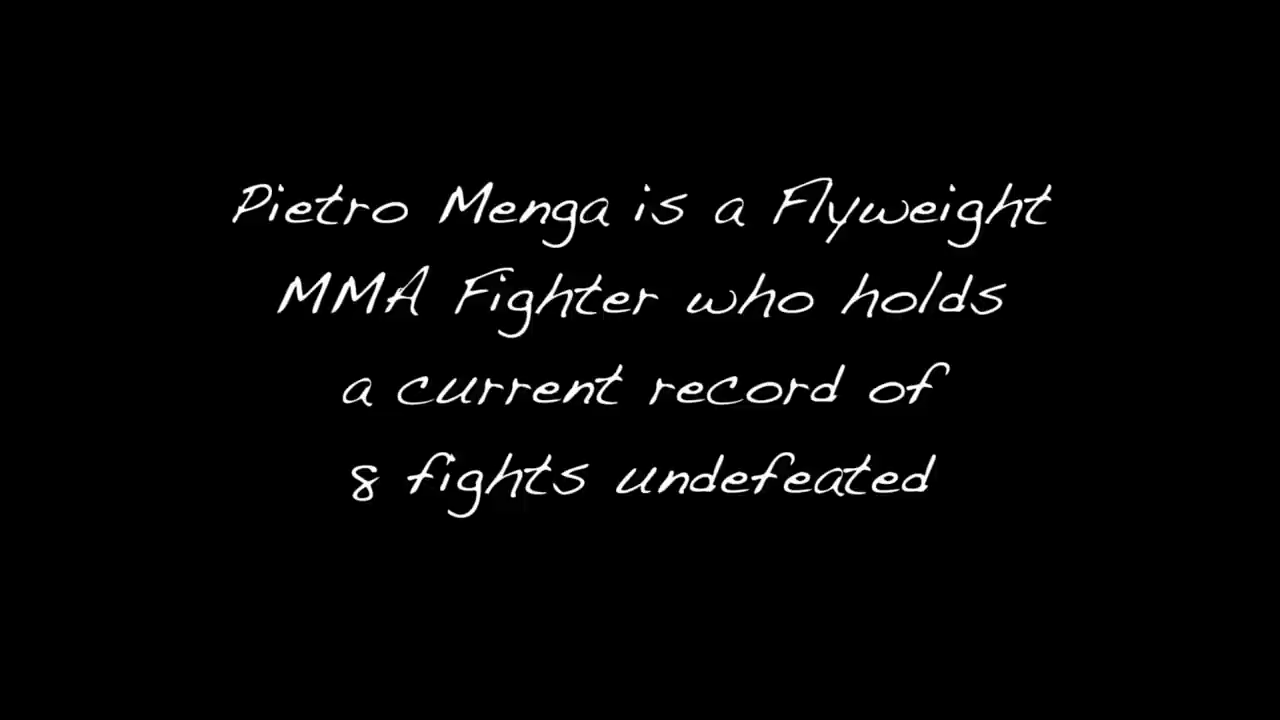 Pietro Menga is a Flyweight
MMA Fighter who holds
a current record of
8 fights undefeated